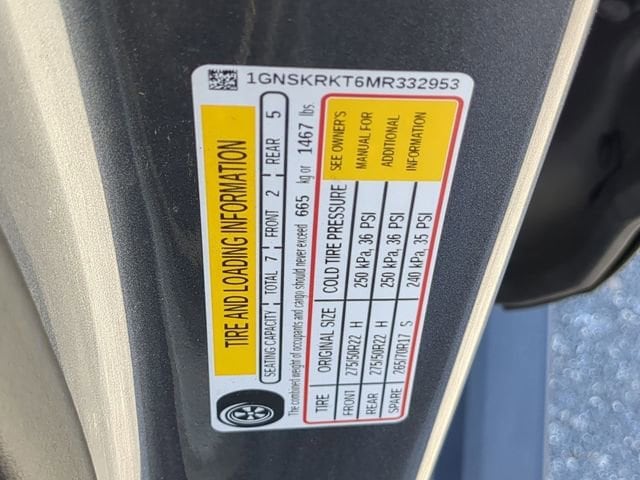 1GNSKRKT6MR332953
TIRE AND LOADING INFORMATION
SEATING CAPACITY TOTAL 7 FRONT 2 REAR 5
The combined weight of occupants and cargo should never exceed 665 kg or 1467 lbs.
TIRE ORIGINAL SIZE COLD TIRE PRESSURE SEE OWNER'S
FRONT 275/50R22 H 250 kPa, 36 PSI MANUAL FOR
REAR 275/50R22 H 250 kPa, 36 PSI ADDITIONAL
SPARE 265/70R17 S 240 kPa, 35 PSI INFORMATION